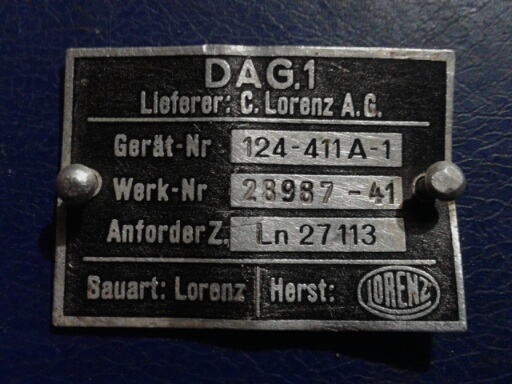 DAG.1
Lieferer: C. Lorenz A.G.
Gerät-Nr 124-411 A-1
Werk-Nr 28987-41
Anforder Z. Ln 27113
Bauart: Lorenz Herst: LORENZ